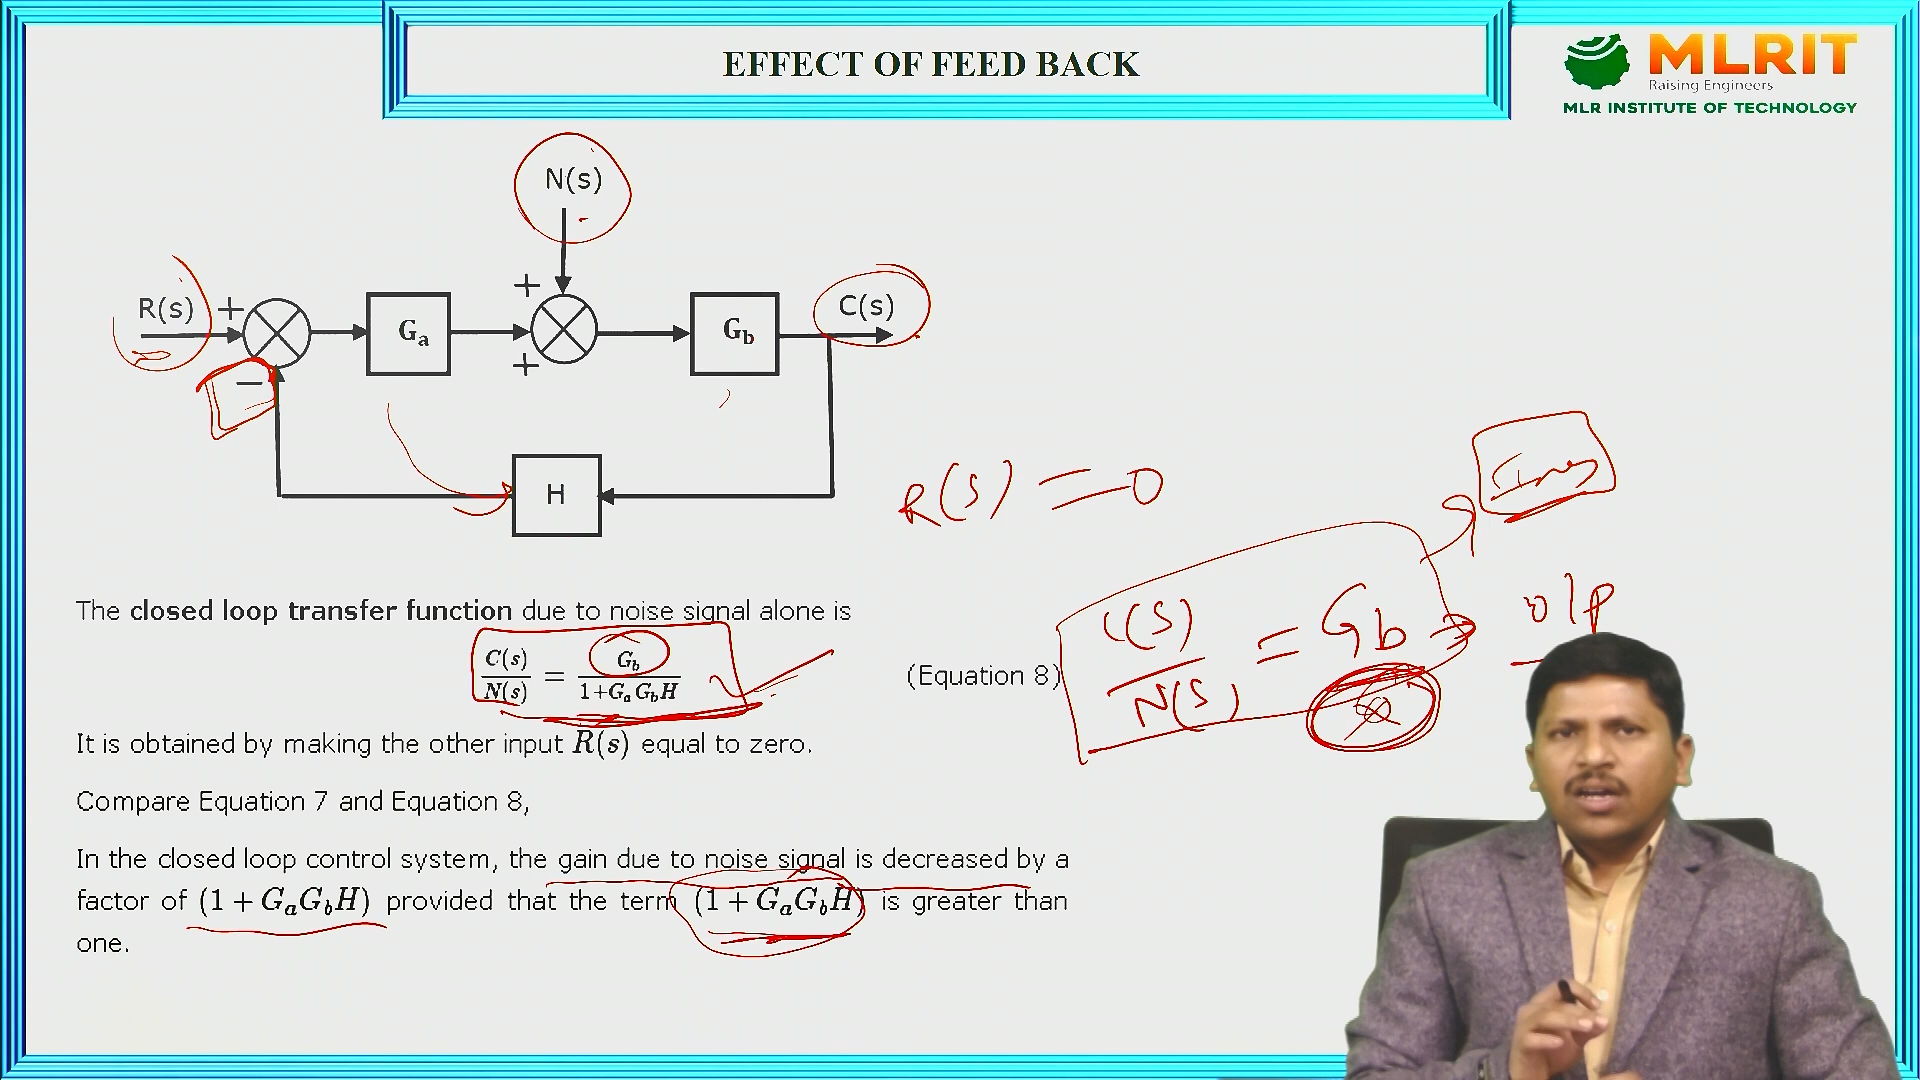 EFFECT OF FEED BACK
MLRIT
Raising Engineers
MLR INSTITUTE OF TECHNOLOGY
N(s)
R(s) + + C(s)
Ga Gb
− +
H
R(s) = 0
The closed loop transfer function due to noise signal alone is
C(s)/N(s) = Gb/(1+GaGbH) (Equation 8)
C(S)/N(S) = Gb
o/p
It is obtained by making the other input R(s) equal to zero.
Compare Equation 7 and Equation 8,
In the closed loop control system, the gain due to noise signal is decreased by a
factor of (1 + GaGbH) provided that the term (1 + GaGbH) is greater than
one.